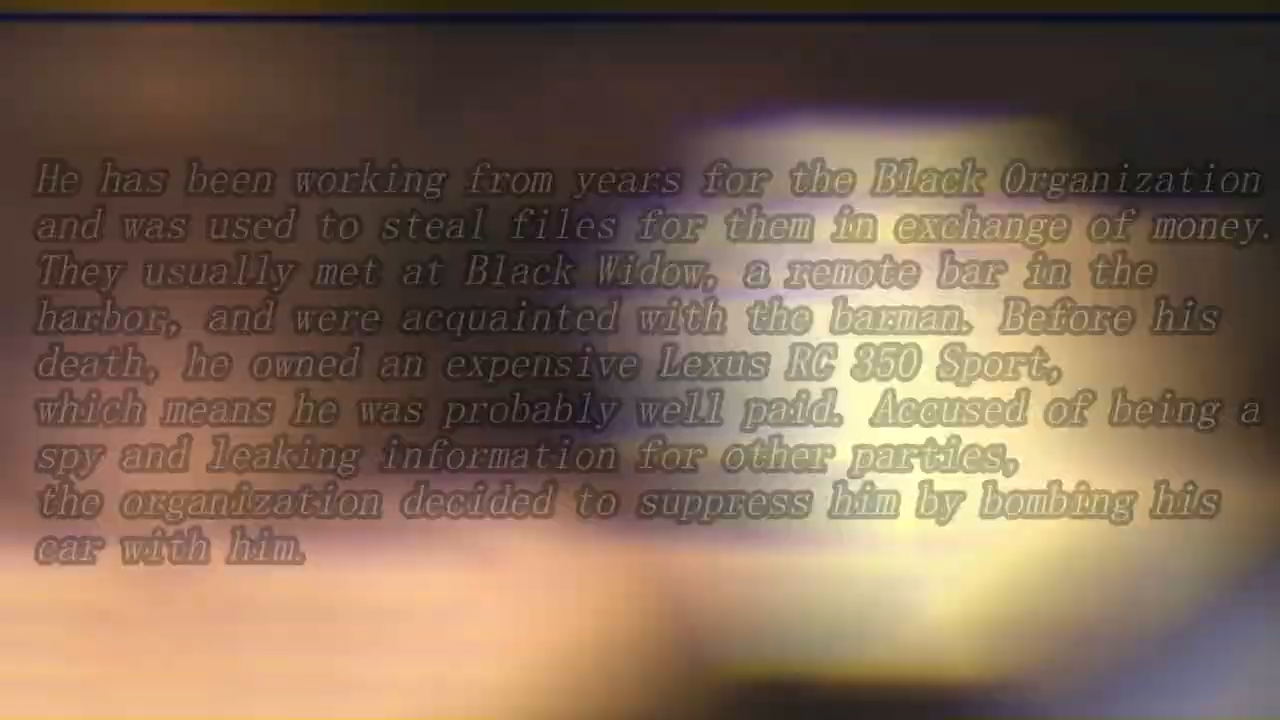 He has been working from years for the Black Organization
and was used to steal files for them in exchange of money.
They usually met at Black Widow, a remote bar in the
harbor, and were acquainted with the barman. Before his
death, he owned an expensive Lexus RC 350 Sport,
which means he was probably well paid. Accused of being a
spy and leaking information for other parties,
the organization decided to suppress him by bombing his
car with him.